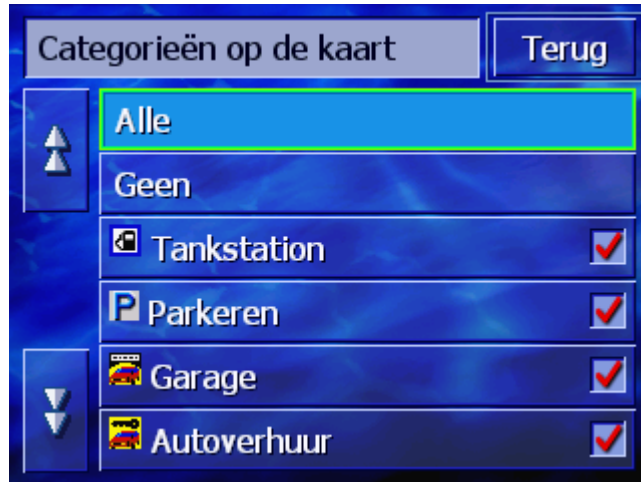 Categorieën op de kaart
Terug
Alle
Geen
Tankstation
P Parkeren
Garage
Autoverhuur